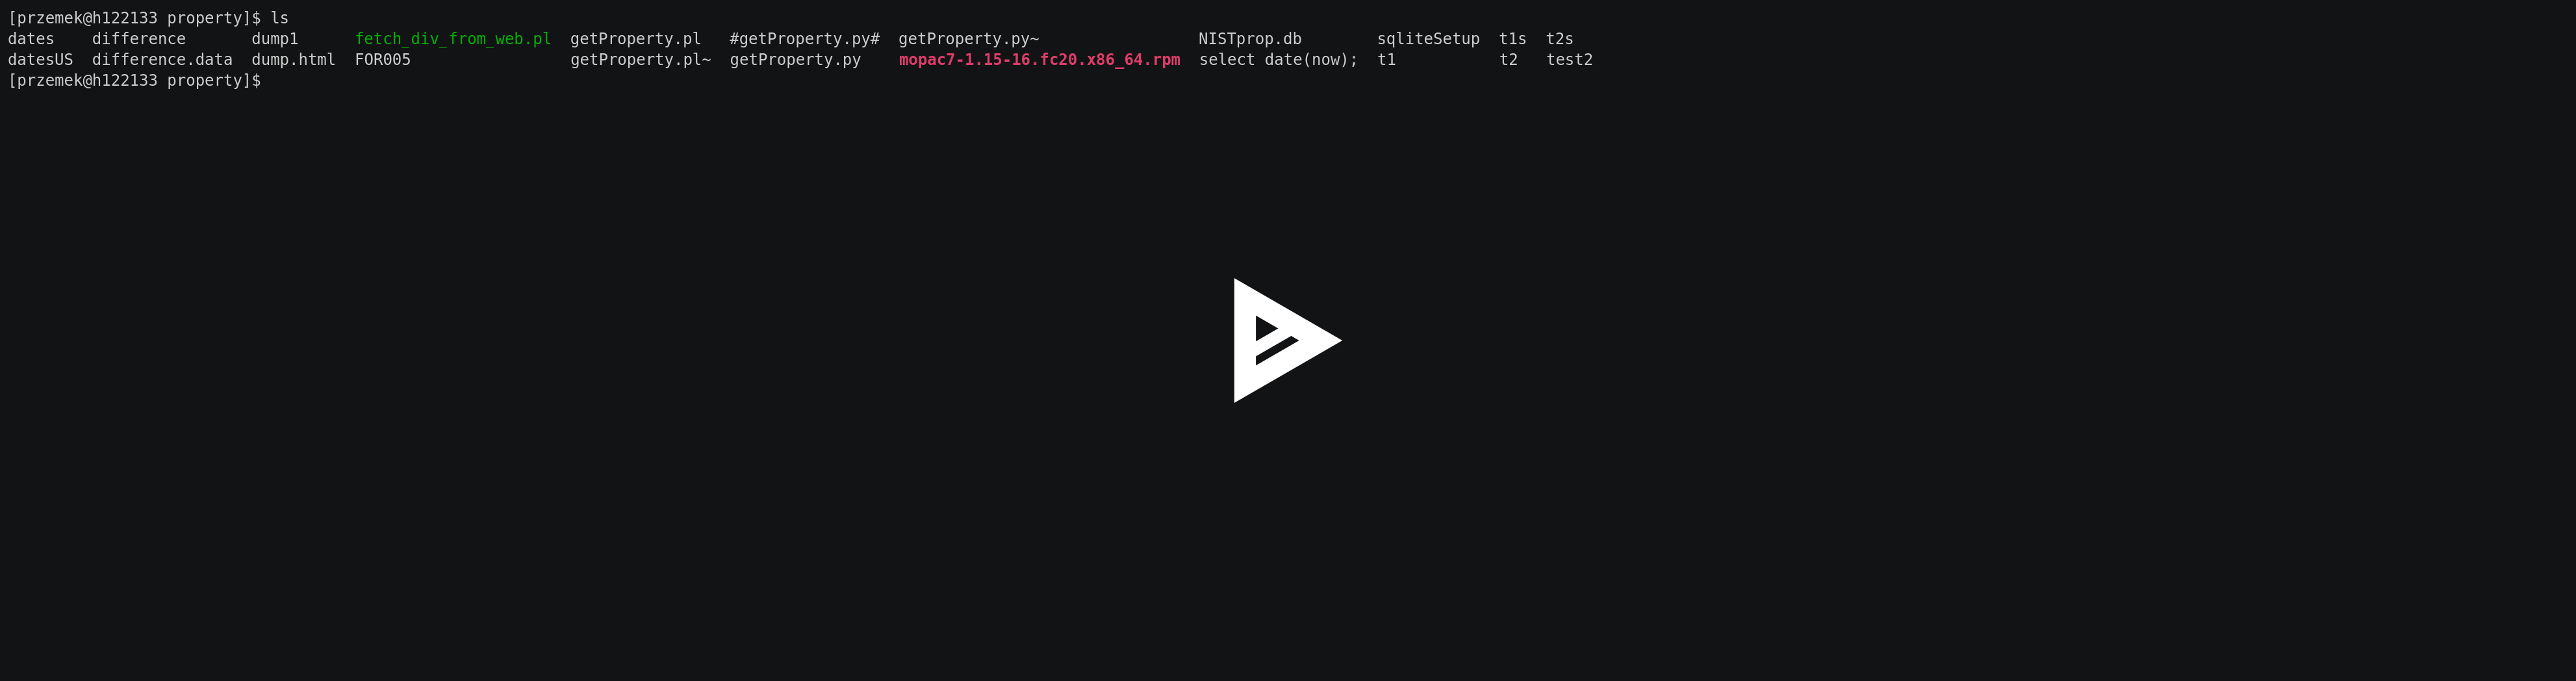 [przemek@h122133 property]$ ls
dates    difference       dump1      fetch_div_from_web.pl  getProperty.pl   #getProperty.py#  getProperty.py~                 NISTprop.db        sqliteSetup  t1s  t2s
datesUS  difference.data  dump.html  FOR005                 getProperty.pl~  getProperty.py    mopac7-1.15-16.fc20.x86_64.rpm  select date(now);  t1           t2   test2
[przemek@h122133 property]$